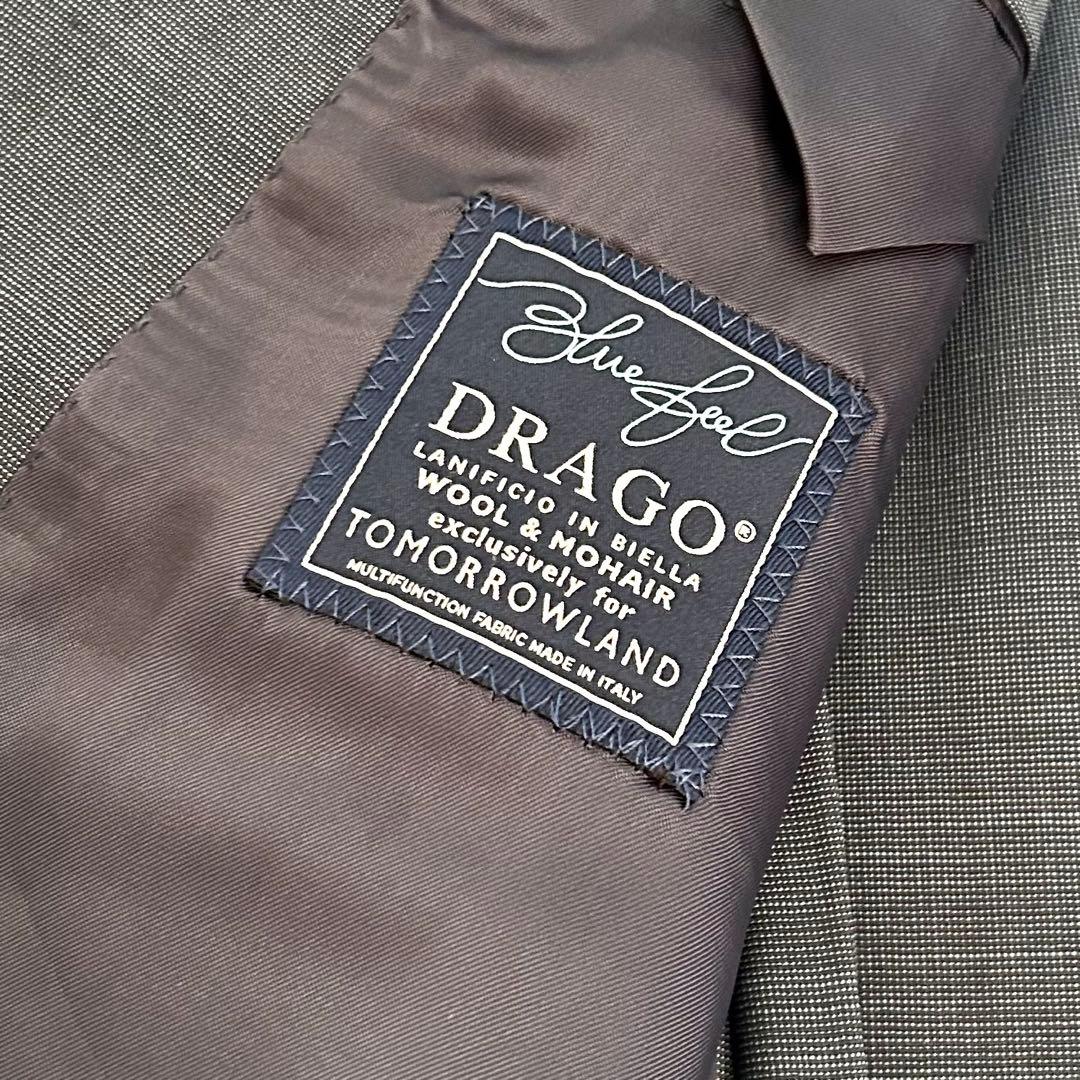 Blue feel
DRAGO®
LANIFICIO IN BIELLA
WOOL & MOHAIR
exclusively for
TOMORROWLAND
MULTIFUNCTION FABRIC MADE IN ITALY